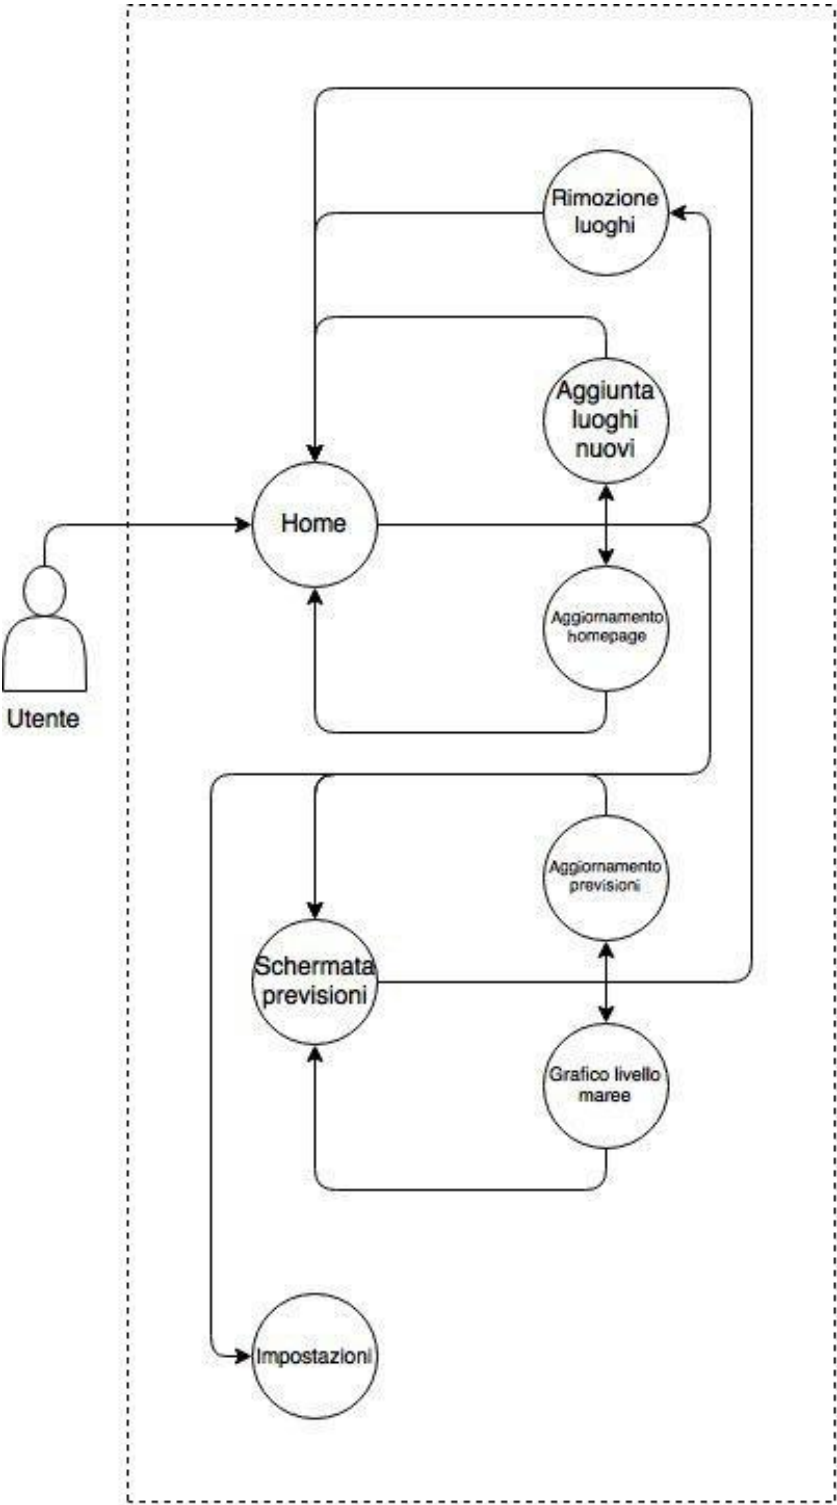 Rimozione
luoghi
Aggiunta
luoghi
nuovi
Home
Aggiornamento
homepage
Utente
Aggiornamento
previsioni
Schermata
previsioni
Grafico livello
maree
Impostazioni